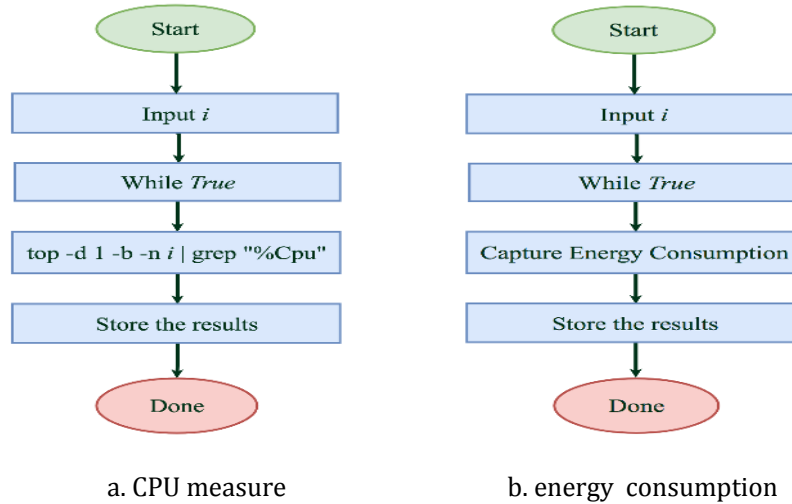 Start
Input i
While True
top -d 1 -b -n i | grep "%Cpu"
Store the results
Done
a. CPU measure
Start
Input i
While True
Capture Energy Consumption
Store the results
Done
b. energy consumption